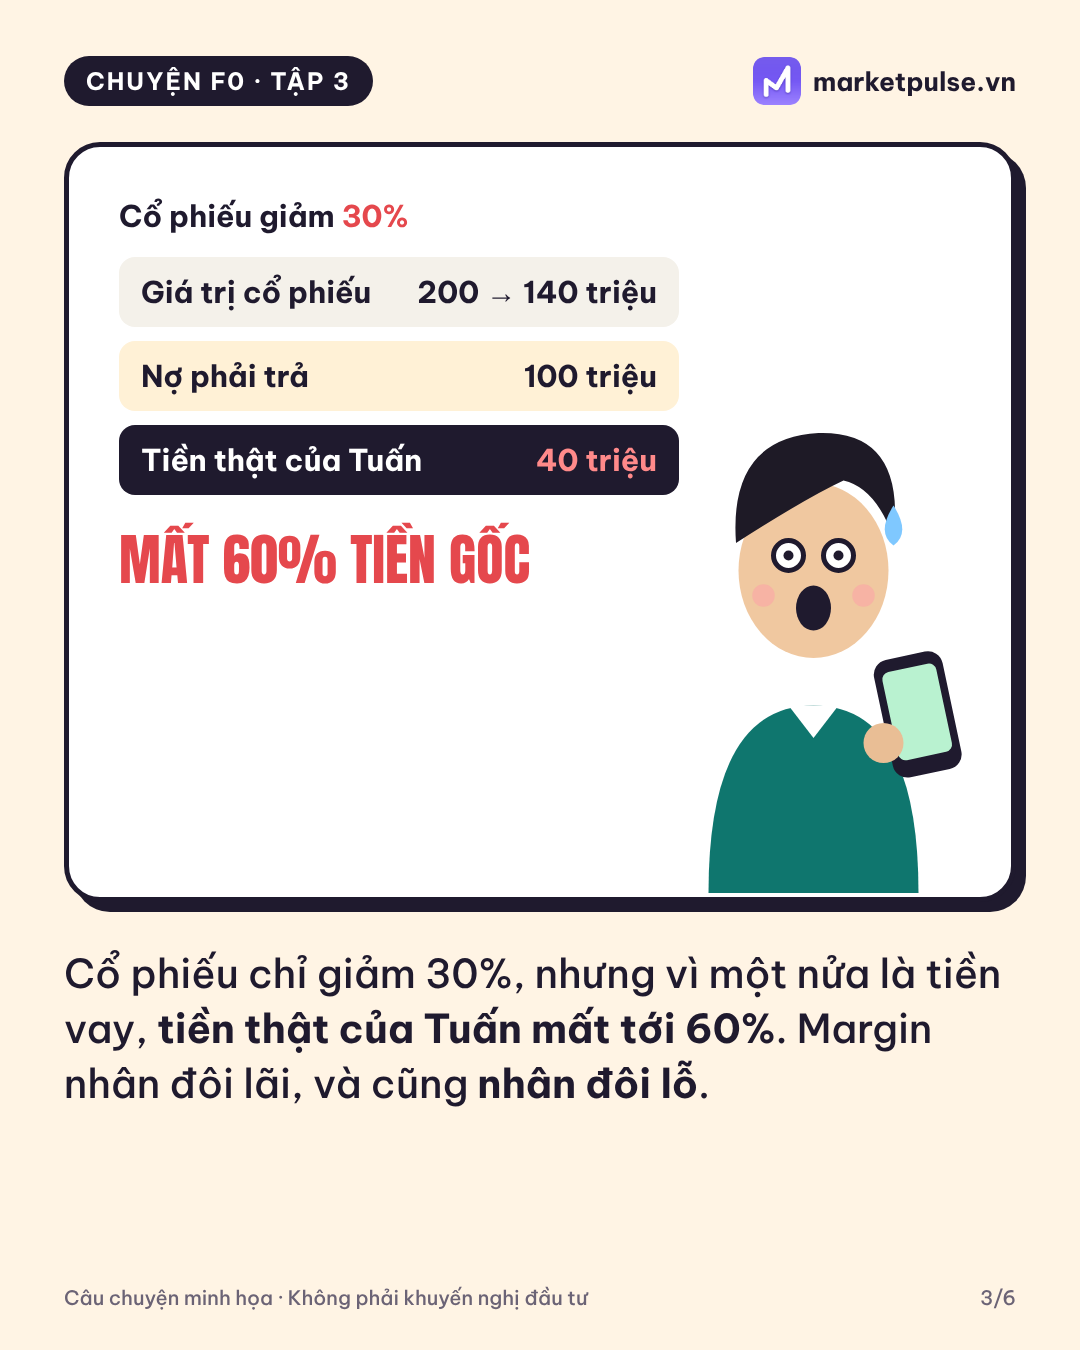 CHUYỆN F0 · TẬP 3
marketpulse.vn
Cổ phiếu giảm 30%
Giá trị cổ phiếu 200 → 140 triệu
Nợ phải trả 100 triệu
Tiền thật của Tuấn 40 triệu
MẤT 60% TIỀN GỐC
Cổ phiếu chỉ giảm 30%, nhưng vì một nửa là tiền
vay, tiền thật của Tuấn mất tới 60%. Margin
nhân đôi lãi, và cũng nhân đôi lỗ.
Câu chuyện minh họa · Không phải khuyến nghị đầu tư
3/6